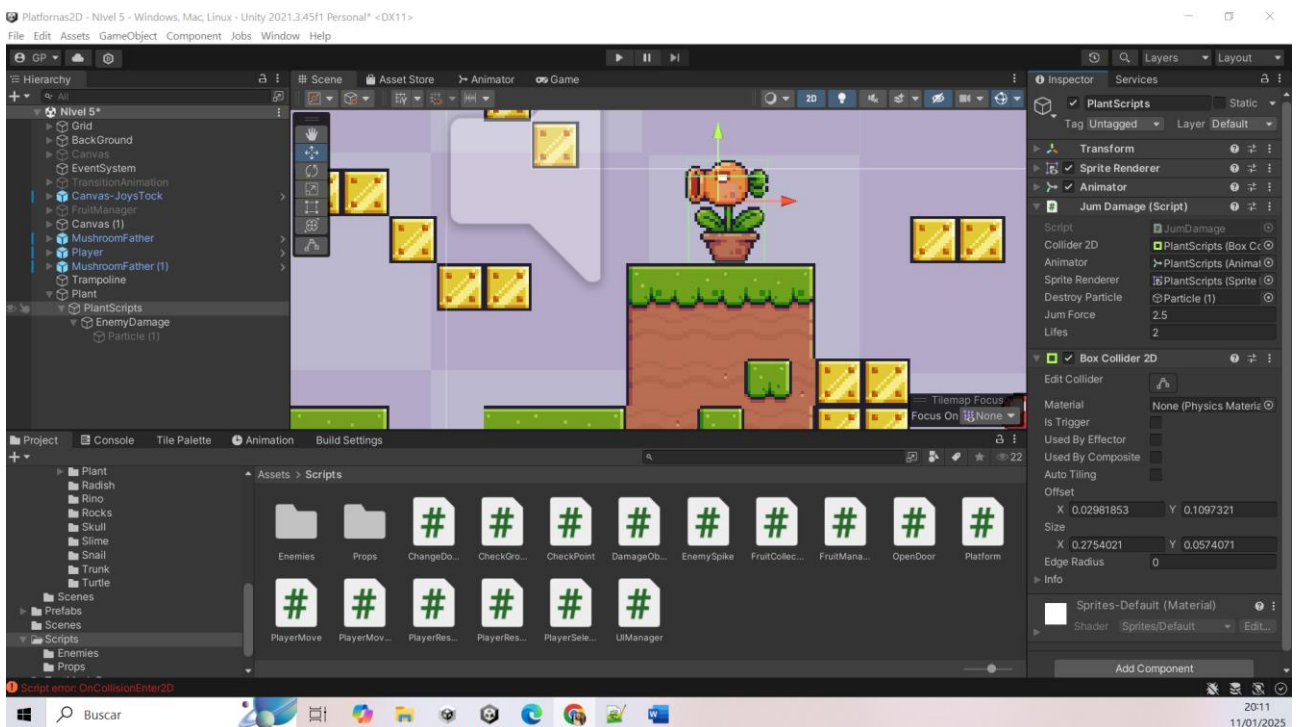 Platfornas2D - NIvel 5 - Windows, Mac, Linux - Unity 2021.3.45f1 Personal* <DX11>
File Edit Assets GameObject Component Jobs Window Help
GP
Layers
Layout
Hierarchy
Scene
Asset Store
Animator
Game
Inspector
Services
All
2D
NIvel 5*
Grid
BackGround
Canvas
EventSystem
TransitionAnimation
Canvas-JoysTock
FruitManager
Canvas (1)
MushroomFather
Player
MushroomFather (1)
Trampoline
Plant
PlantScripts
EnemyDamage
Particle (1)
Tilemap Focus
Focus On None
PlantScripts
Static
Tag Untagged
Layer Default
Transform
Sprite Renderer
Animator
Jum Damage (Script)
Script JumDamage
Collider 2D PlantScripts (Box Cc
Animator PlantScripts (Animat
Sprite Renderer PlantScripts (Sprite
Destroy Particle Particle (1)
Jum Force 2.5
Lifes 2
Box Collider 2D
Edit Collider
Material None (Physics Materia
Is Trigger
Used By Effector
Used By Composite
Auto Tiling
Offset
X 0.02981853 Y 0.1097321
Size
X 0.2754021 Y 0.0574071
Edge Radius 0
Info
Sprites-Default (Material)
Shader Sprites/Default Edit...
Add Component
Project
Console
Tile Palette
Animation
Build Settings
22
Plant
Radish
Rino
Rocks
Skull
Slime
Snail
Trunk
Turtle
Scenes
Prefabs
Scenes
Scripts
Enemies
Props
Assets > Scripts
Enemies
Props
ChangeDo...
CheckGro...
CheckPoint
DamageOb...
EnemySpike
FruitCollec...
FruitMana...
OpenDoor
Platform
PlayerMove
PlayerMov...
PlayerRes...
PlayerRes...
PlayerSele...
UIManager
Script error: OnCollisionEnter2D
Buscar
20:11
11/01/2025